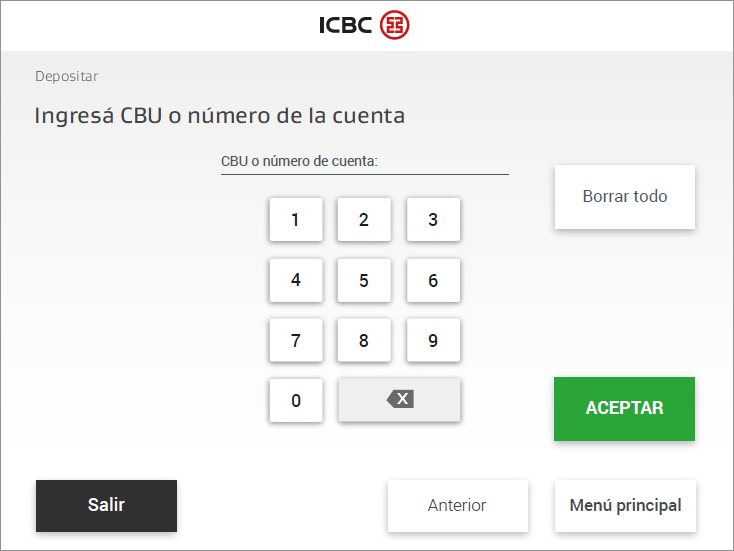 ICBC
Depositar
Ingresá CBU o número de la cuenta
CBU o número de cuenta:
Borrar todo
1 2 3
4 5 6
7 8 9
0 X
ACEPTAR
Salir Anterior Menú principal